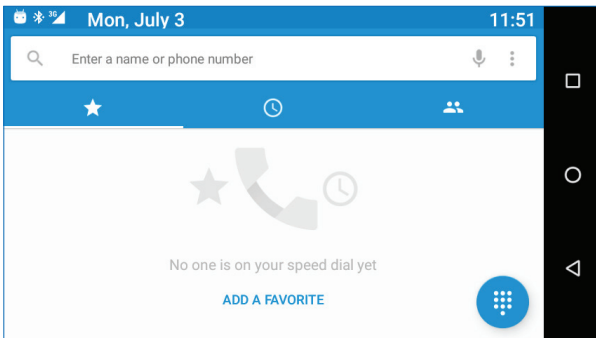 3G
Mon, July 3
11:51
Enter a name or phone number
No one is on your speed dial yet
ADD A FAVORITE